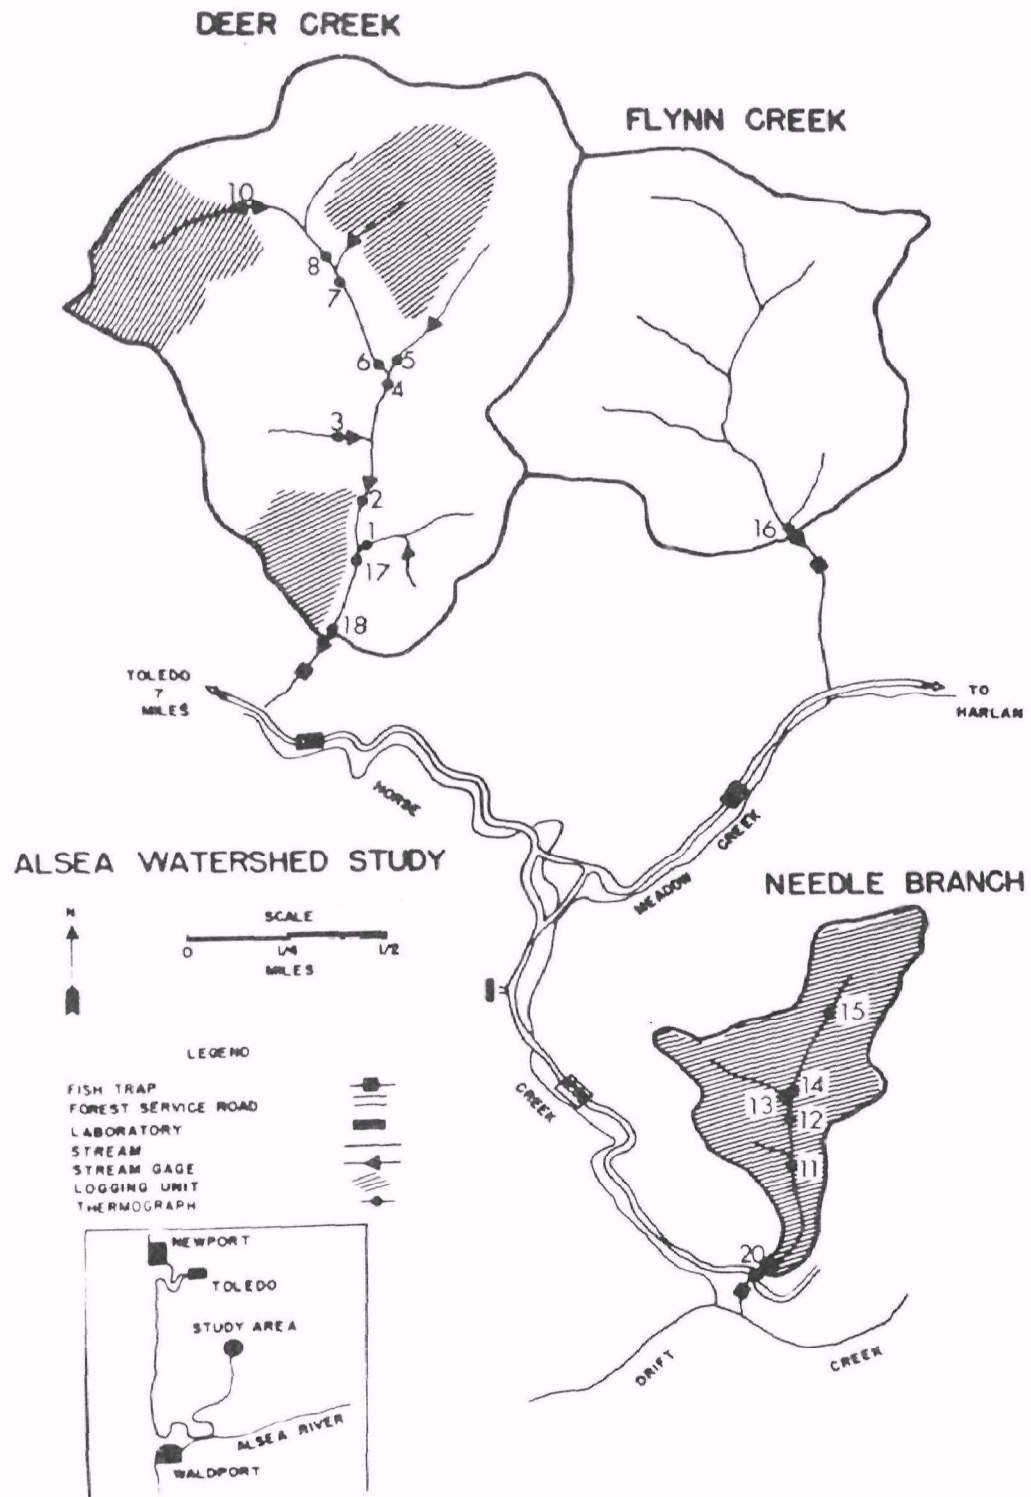 DEER CREEK
FLYNN CREEK
10
8
7
6
5
4
3
2
1
17
18
16
TOLEDO
7
MILES
TO
HARLAN
HORSE
CREEK
MEADOW
CREEK
ALSEA WATERSHED STUDY
NEEDLE BRANCH
N
SCALE
0 1/4 1/2
MILES
15
14
13
12
11
20
DRIFT
CREEK
LEGEND
FISH TRAP
FOREST SERVICE ROAD
LABORATORY
STREAM
STREAM GAGE
LOGGING UNIT
THERMOGRAPH
NEWPORT
TOLEDO
STUDY AREA
ALSEA RIVER
WALDPORT